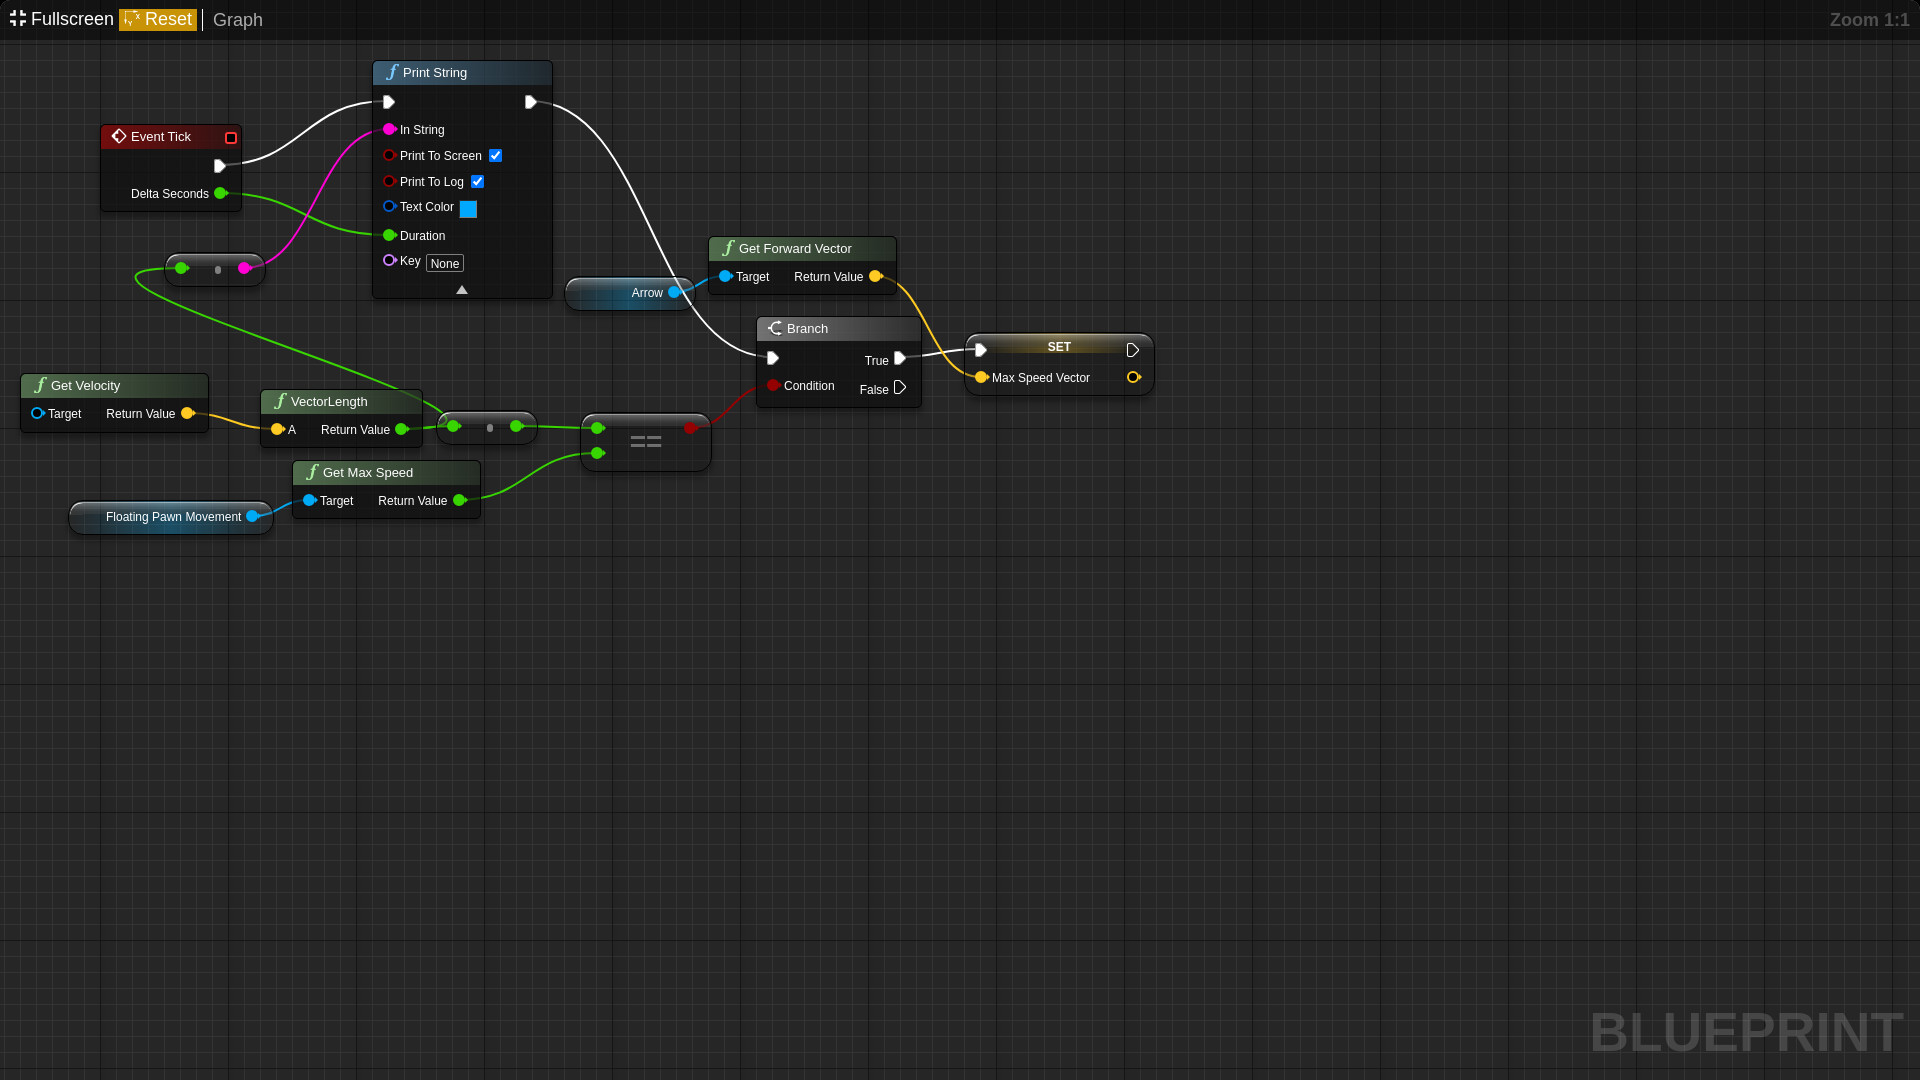 Fullscreen Reset Graph
Zoom 1:1
Print String
In String
Print To Screen
Print To Log
Text Color
Duration
Key None
Event Tick
Delta Seconds
Get Forward Vector
Target Return Value
Arrow
Branch
True
Condition False
SET
Max Speed Vector
Get Velocity
Target Return Value
VectorLength
A Return Value
==
Get Max Speed
Target Return Value
Floating Pawn Movement
BLUEPRINT